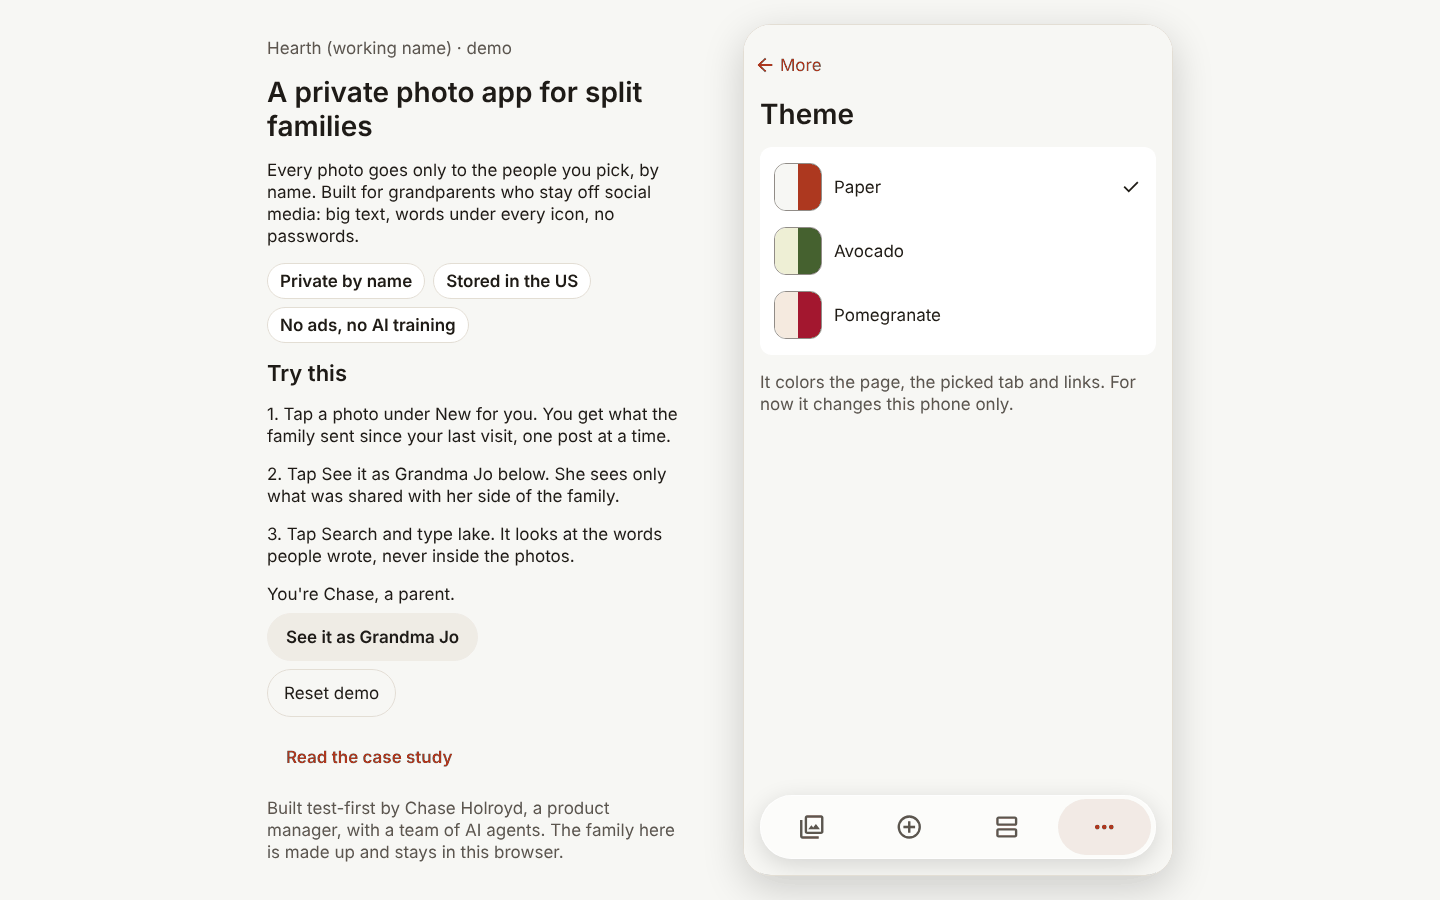 Hearth (working name) · demo
A private photo app for split
families
Every photo goes only to the people you pick, by
name. Built for grandparents who stay off social
media: big text, words under every icon, no
passwords.
Private by name
Stored in the US
No ads, no AI training
Try this
1. Tap a photo under New for you. You get what the
family sent since your last visit, one post at a time.
2. Tap See it as Grandma Jo below. She sees only
what was shared with her side of the family.
3. Tap Search and type lake. It looks at the words
people wrote, never inside the photos.
You're Chase, a parent.
See it as Grandma Jo
Reset demo
Read the case study
Built test-first by Chase Holroyd, a product
manager, with a team of AI agents. The family here
is made up and stays in this browser.
More
Theme
Paper
Avocado
Pomegranate
It colors the page, the picked tab and links. For
now it changes this phone only.